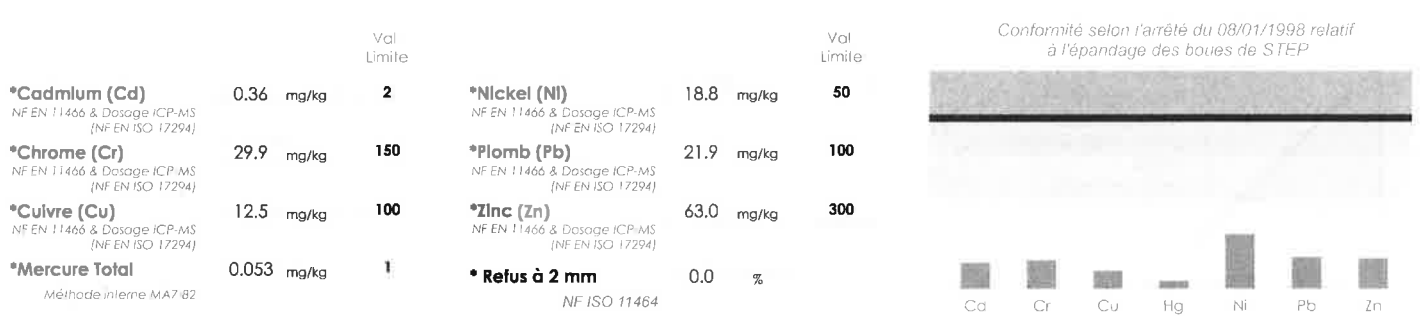 Val
Limite
*Cadmium (Cd) 0.36 mg/kg 2
NF EN 11466 & Dosage ICP-MS
(NF EN ISO 17294)
*Chrome (Cr) 29.9 mg/kg 150
NF EN 11466 & Dosage ICP-MS
(NF EN ISO 17294)
*Cuivre (Cu) 12.5 mg/kg 100
NF EN 11466 & Dosage ICP-MS
(NF EN ISO 17294)
*Mercure Total 0.053 mg/kg 1
Méthode interne MA7-82
Val
Limite
*Nickel (Ni) 18.8 mg/kg 50
NF EN 11466 & Dosage ICP-MS
(NF EN ISO 17294)
*Plomb (Pb) 21.9 mg/kg 100
NF EN 11466 & Dosage ICP-MS
(NF EN ISO 17294)
*Zinc (Zn) 63.0 mg/kg 300
NF EN 11466 & Dosage ICP-MS
(NF EN ISO 17294)
* Refus à 2 mm 0.0 %
NF ISO 11464
Conformité selon l'arrêté du 08/01/1998 relatif
à l'épandage des boues de STEP
Cd Cr Cu Hg Ni Pb Zn